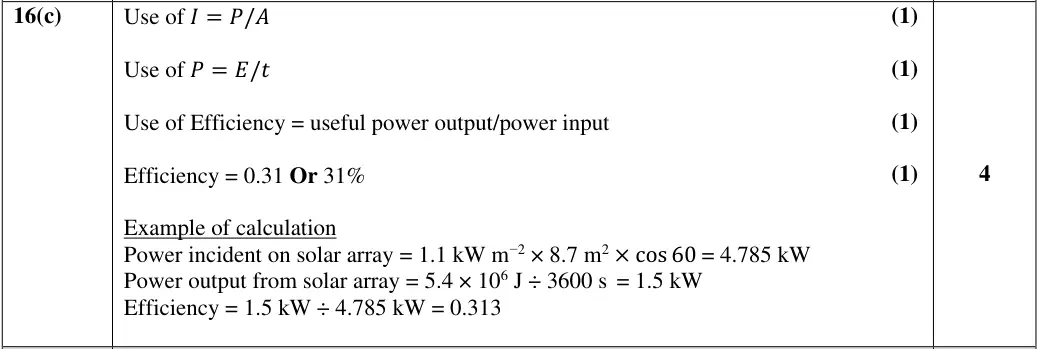 16(c) Use of I = P/A (1)
Use of P = E/t (1)
Use of Efficiency = useful power output/power input (1)
Efficiency = 0.31 Or 31% (1) 4
Example of calculation
Power incident on solar array = 1.1 kW m⁻² × 8.7 m² × cos 60 = 4.785 kW
Power output from solar array = 5.4 × 10⁶ J ÷ 3600 s = 1.5 kW
Efficiency = 1.5 kW ÷ 4.785 kW = 0.313